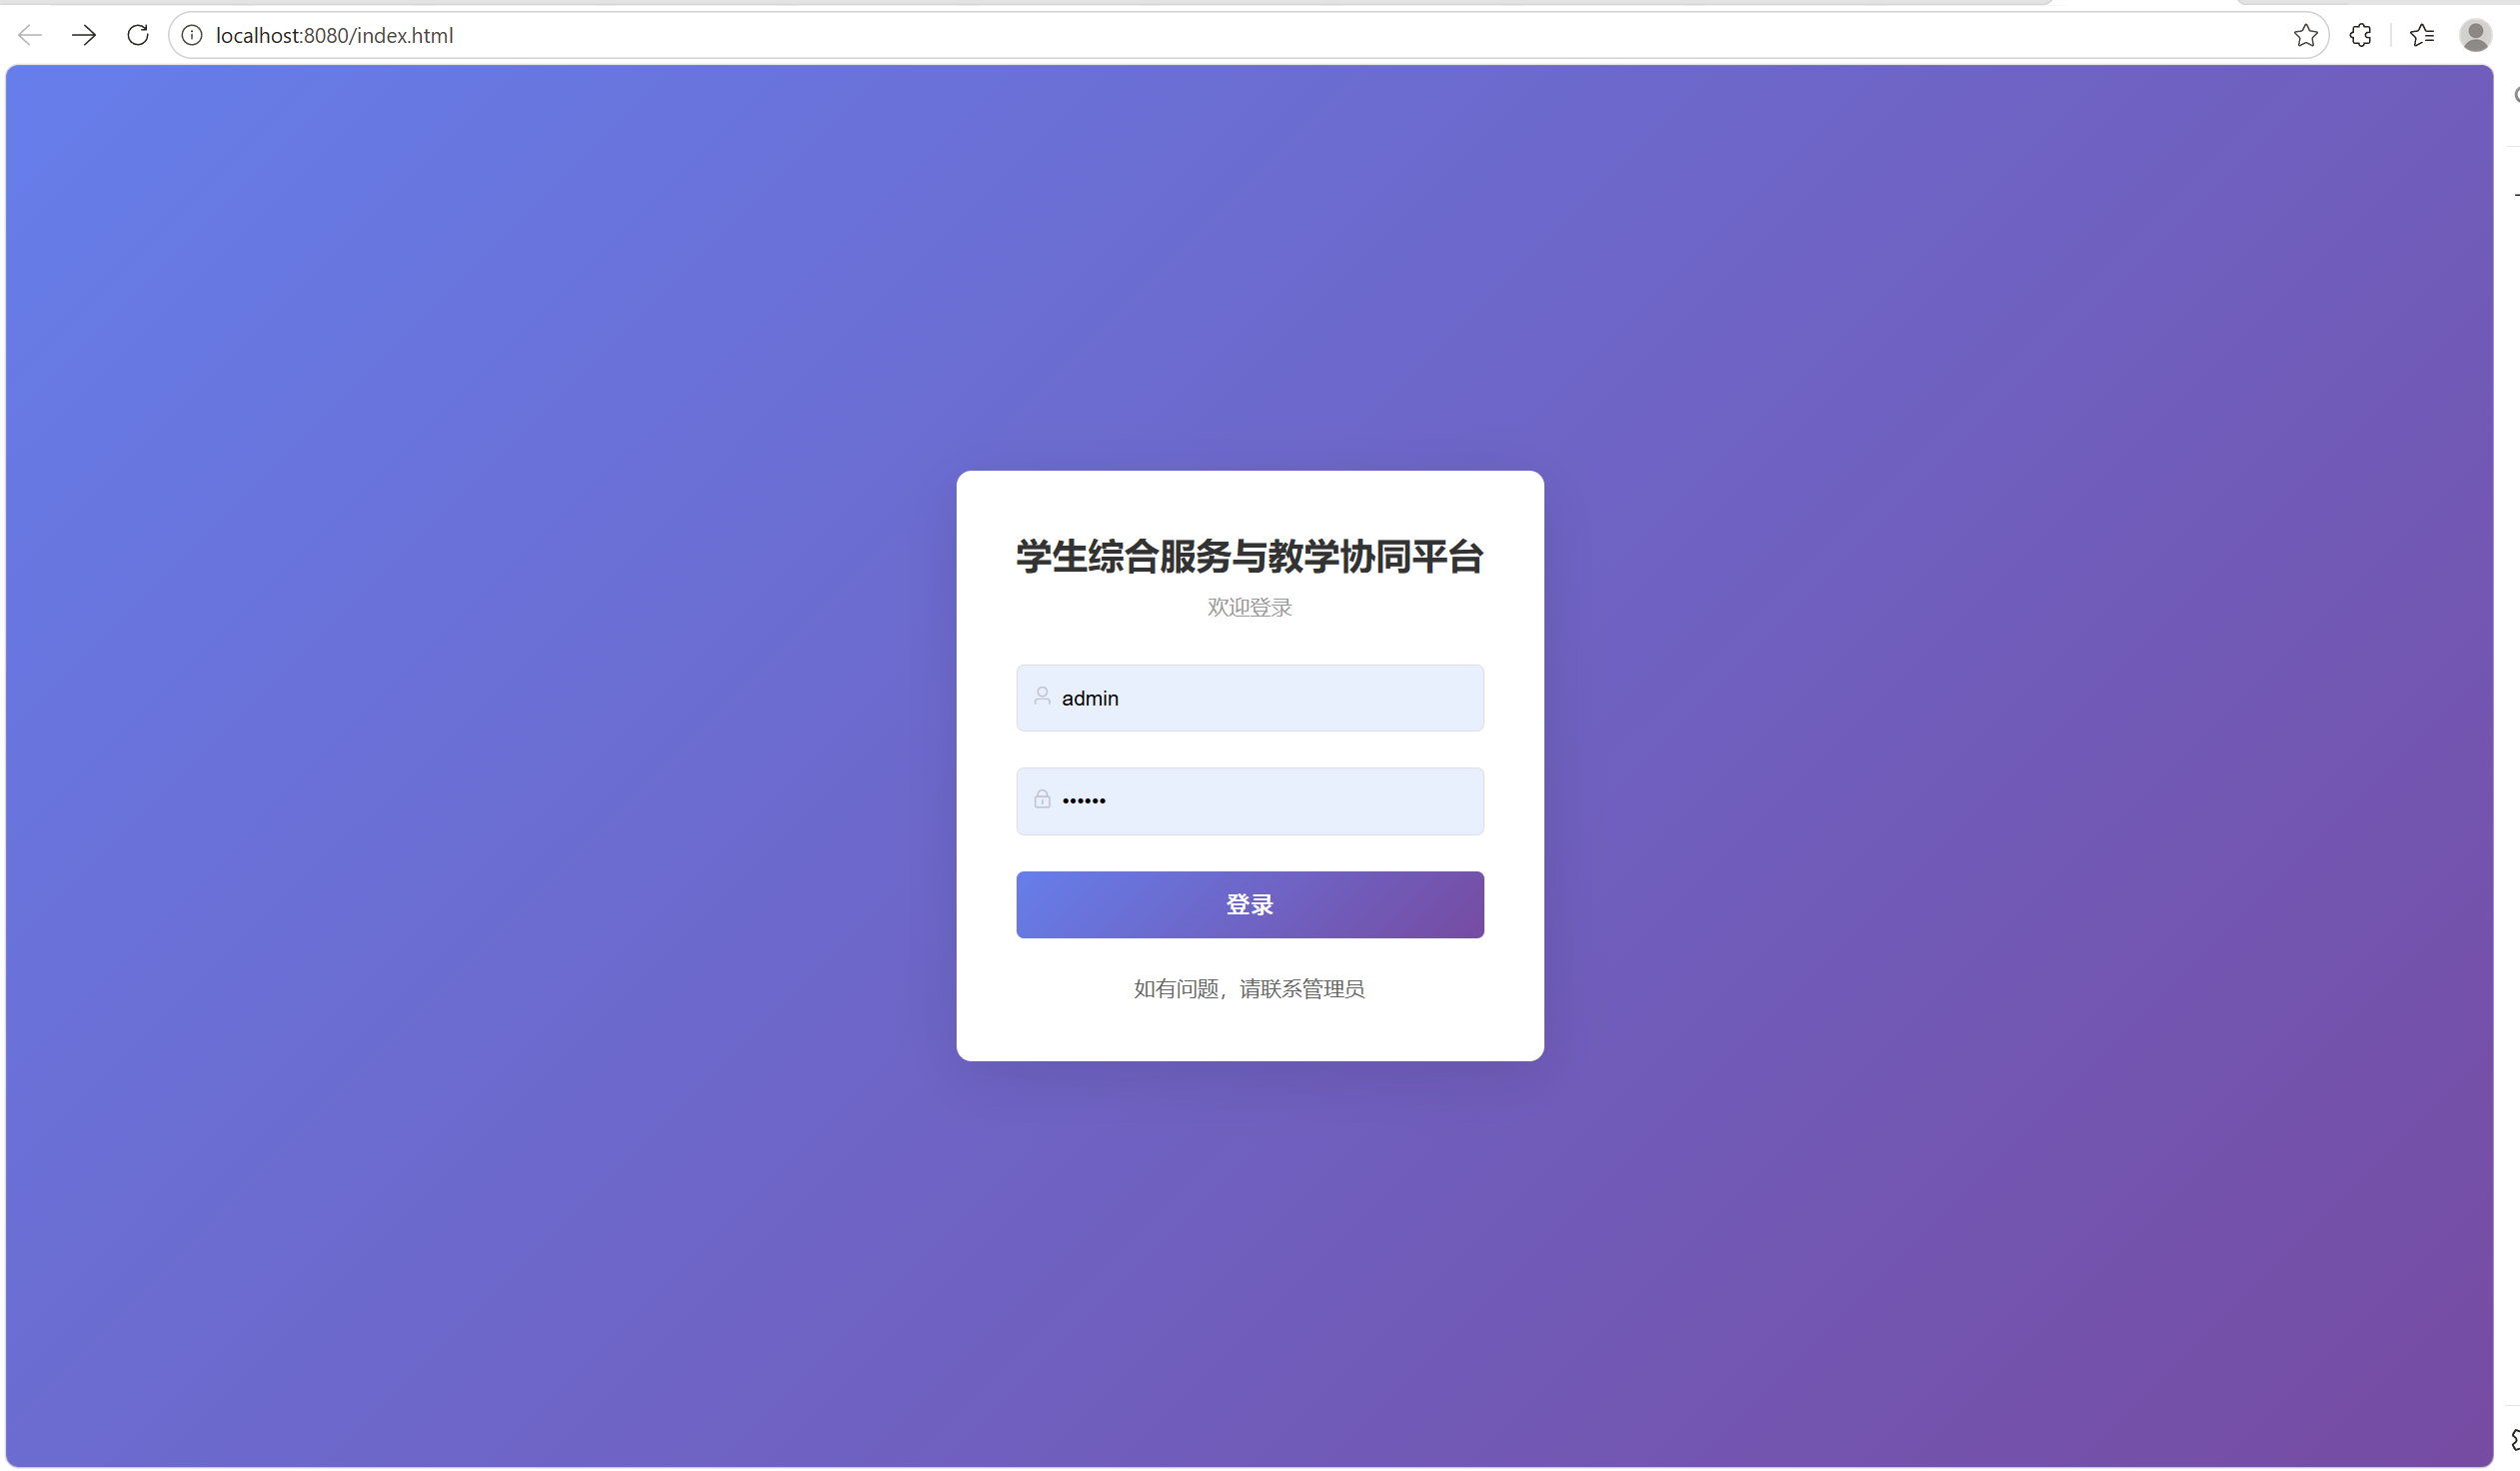 localhost:8080/index.html
学生综合服务与教学协同平台
欢迎登录
admin
••••••
登录
如有问题，请联系管理员